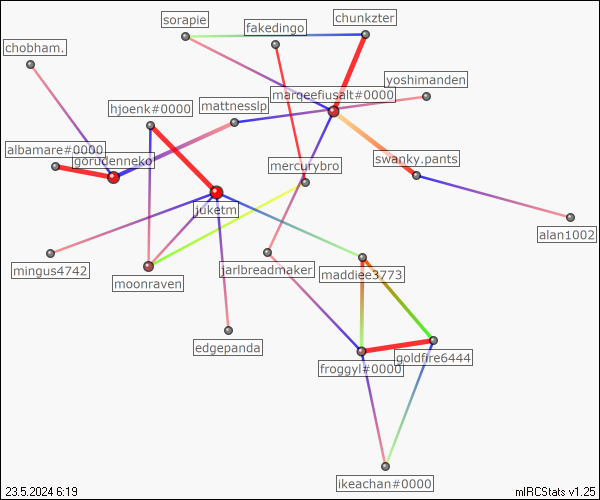 sorapie
chunkzter
fakedingo
chobham.
yoshimanden
marqeefiusalt#0000
hjoenk#0000
mattnesslp
albamare#0000
gorudenneko
swanky.pants
mercurybro
juketm
alan1002
mingus4742
jarlbreadmaker
maddiee3773
moonraven
edgepanda
goldfire6444
froggyl#0000
ikeachan#0000
23.5.2024 6:19
mIRCStats v1.25